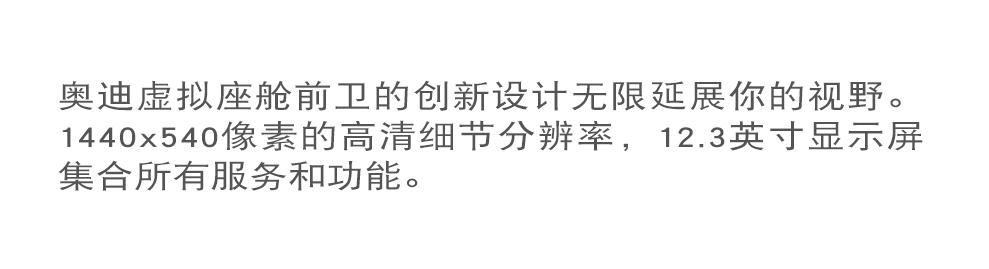 奥迪虚拟座舱前卫的创新设计无限延展你的视野。
1440x540像素的高清细节分辨率，12.3英寸显示屏
集合所有服务和功能。